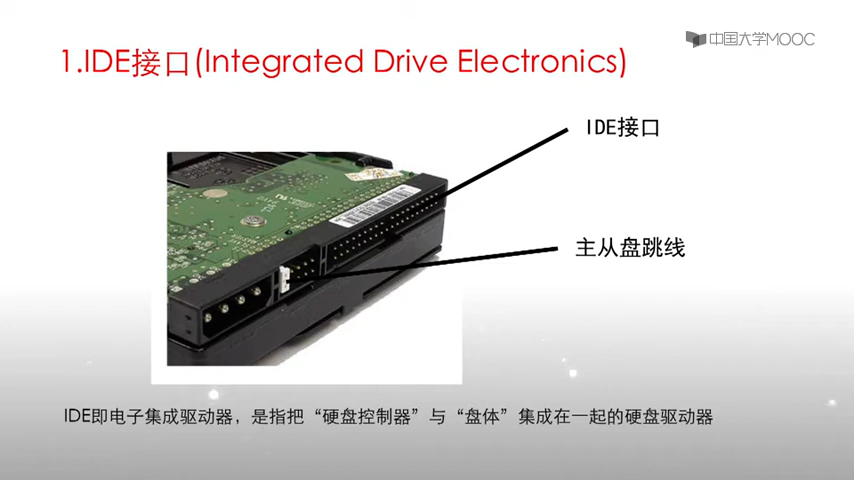 中国大学MOOC
1.IDE接口(Integrated Drive Electronics)
IDE接口
主从盘跳线
IDE即电子集成驱动器，是指把“硬盘控制器”与“盘体”集成在一起的硬盘驱动器